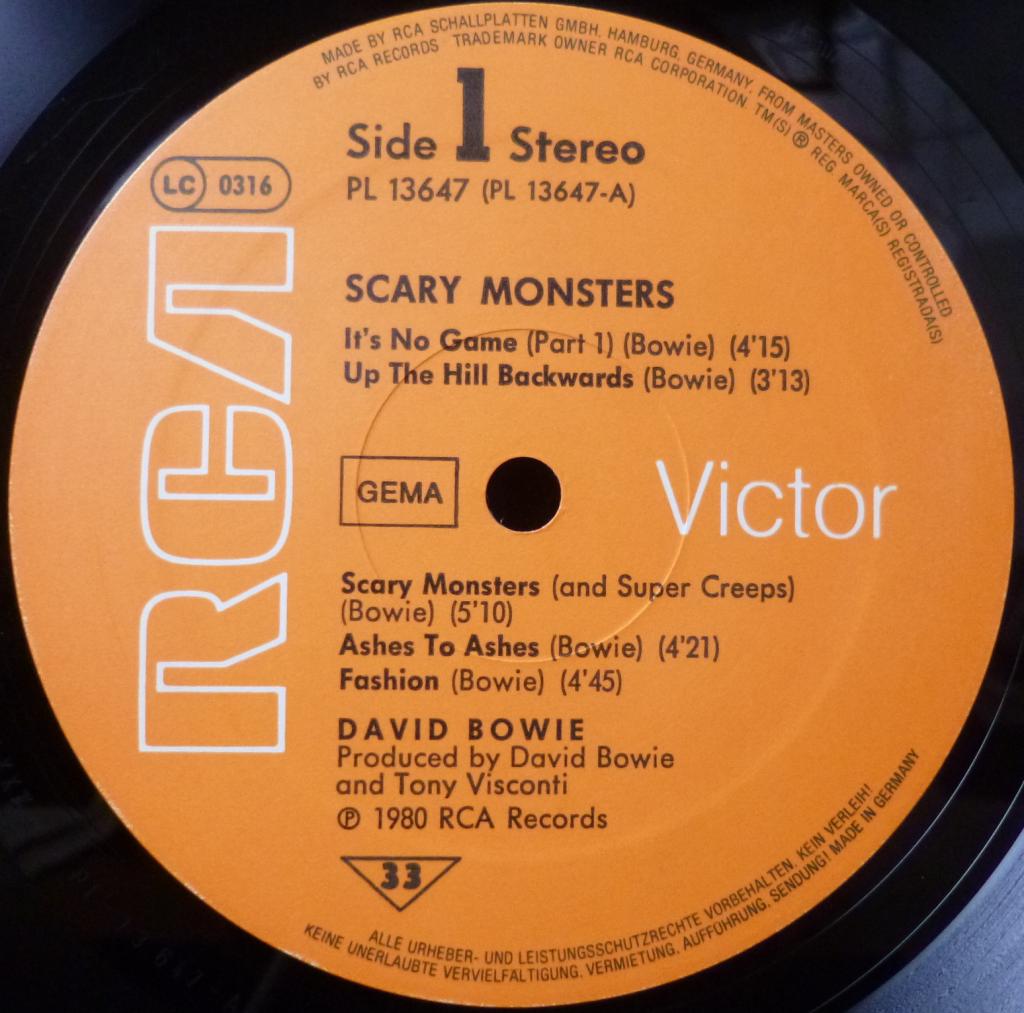 MADE BY RCA SCHALLPLATTEN GMBH, HAMBURG, GERMANY, FROM MASTERS OWNED OR CONTROLLED
BY RCA RECORDS TRADEMARK OWNER RCA CORPORATION TM(S) ® REG. MARCA(S) REGISTRADA(S)
Side 1 Stereo
PL 13647 (PL 13647-A)
LC 0316
RCA
SCARY MONSTERS
It's No Game (Part 1) (Bowie) (4'15)
Up The Hill Backwards (Bowie) (3'13)
GEMA
Victor
Scary Monsters (and Super Creeps)
(Bowie) (5'10)
Ashes To Ashes (Bowie) (4'21)
Fashion (Bowie) (4'45)
DAVID BOWIE
Produced by David Bowie
and Tony Visconti
℗ 1980 RCA Records
33
ALLE URHEBER- UND LEISTUNGSSCHUTZRECHTE VORBEHALTEN. KEIN VERLEIH!
KEINE UNERLAUBTE VERVIELFÄLTIGUNG. VERMIETUNG. AUFFÜHRUNG. SENDUNG! MADE IN GERMANY